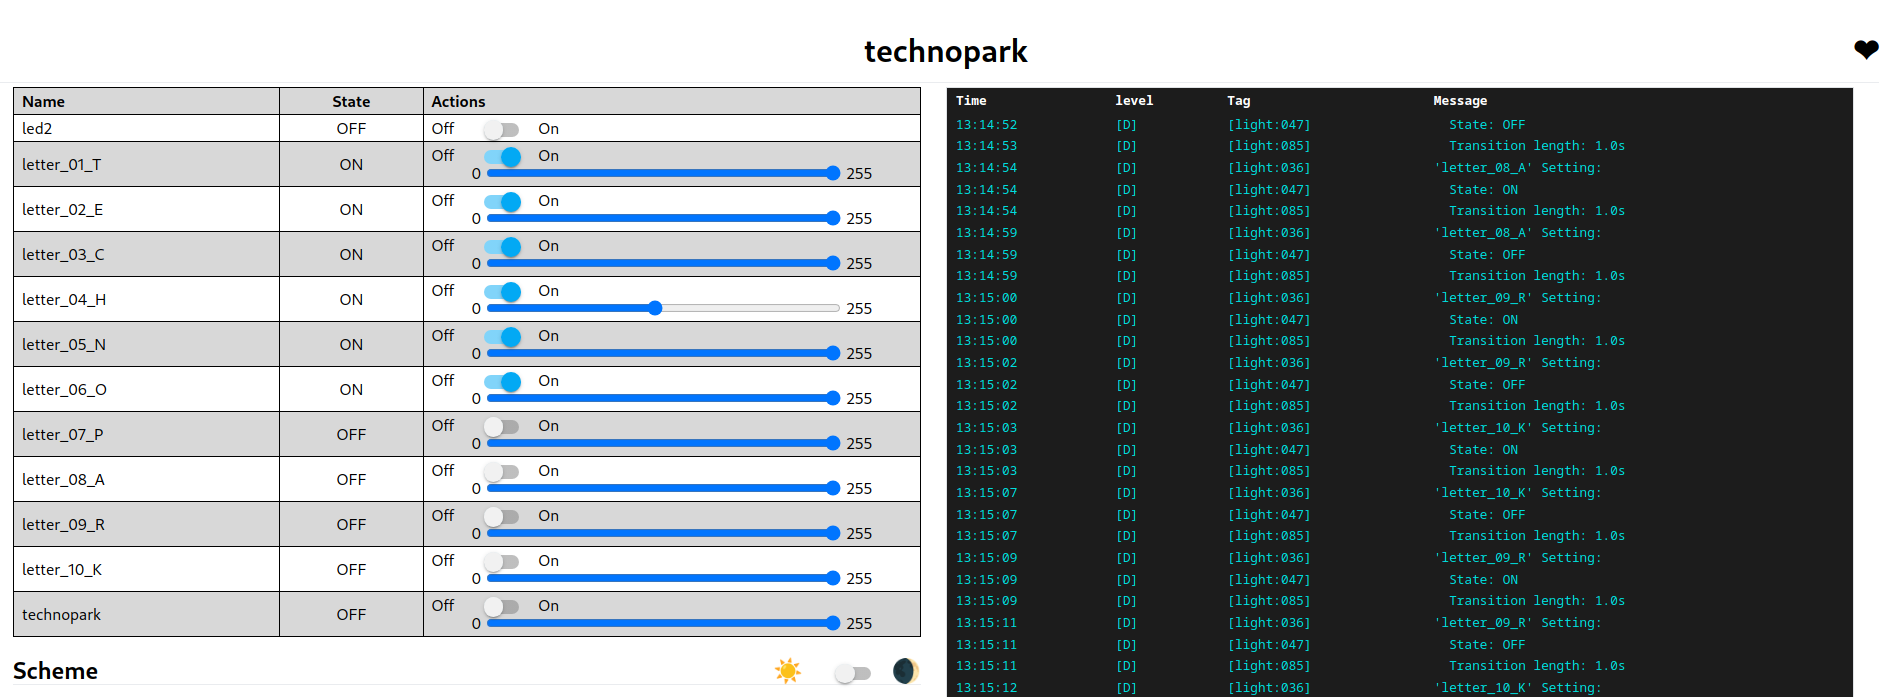 technopark
Name State Actions
led2 OFF Off On
letter_01_T ON Off On
0 255
letter_02_E ON Off On
0 255
letter_03_C ON Off On
0 255
letter_04_H ON Off On
0 255
letter_05_N ON Off On
0 255
letter_06_O ON Off On
0 255
letter_07_P OFF Off On
0 255
letter_08_A OFF Off On
0 255
letter_09_R OFF Off On
0 255
letter_10_K OFF Off On
0 255
technopark OFF Off On
0 255
Scheme
Time level Tag Message
13:14:52 [D] [light:047] State: OFF
13:14:53 [D] [light:085] Transition length: 1.0s
13:14:54 [D] [light:036] 'letter_08_A' Setting:
13:14:54 [D] [light:047] State: ON
13:14:54 [D] [light:085] Transition length: 1.0s
13:14:59 [D] [light:036] 'letter_08_A' Setting:
13:14:59 [D] [light:047] State: OFF
13:14:59 [D] [light:085] Transition length: 1.0s
13:15:00 [D] [light:036] 'letter_09_R' Setting:
13:15:00 [D] [light:047] State: ON
13:15:00 [D] [light:085] Transition length: 1.0s
13:15:02 [D] [light:036] 'letter_09_R' Setting:
13:15:02 [D] [light:047] State: OFF
13:15:02 [D] [light:085] Transition length: 1.0s
13:15:03 [D] [light:036] 'letter_10_K' Setting:
13:15:03 [D] [light:047] State: ON
13:15:03 [D] [light:085] Transition length: 1.0s
13:15:07 [D] [light:036] 'letter_10_K' Setting:
13:15:07 [D] [light:047] State: OFF
13:15:07 [D] [light:085] Transition length: 1.0s
13:15:09 [D] [light:036] 'letter_09_R' Setting:
13:15:09 [D] [light:047] State: ON
13:15:09 [D] [light:085] Transition length: 1.0s
13:15:11 [D] [light:036] 'letter_09_R' Setting:
13:15:11 [D] [light:047] State: OFF
13:15:11 [D] [light:085] Transition length: 1.0s
13:15:12 [D] [light:036] 'letter_10_K' Setting: